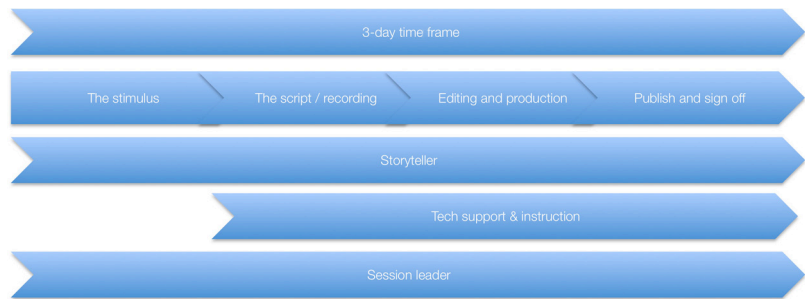 3-day time frame
The stimulus
The script / recording
Editing and production
Publish and sign off
Storyteller
Tech support & instruction
Session leader